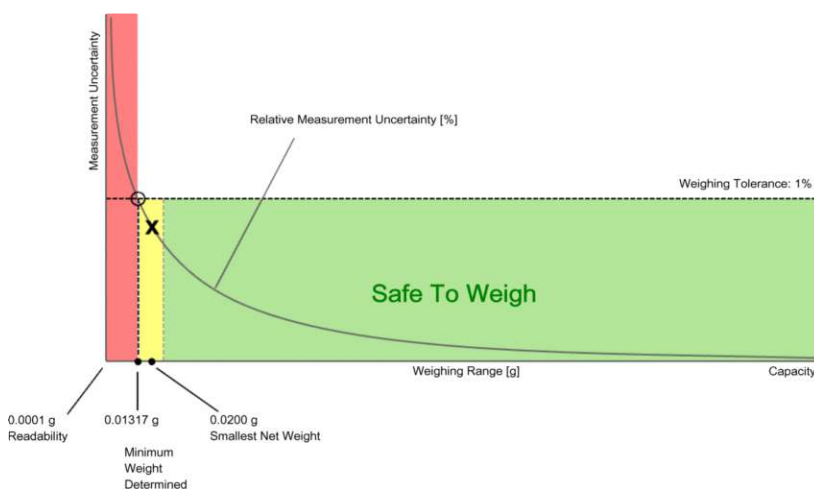 Measurement Uncertainty
Relative Measurement Uncertainty [%]
Weighing Tolerance: 1%
X
Safe To Weigh
Weighing Range [g]
Capacity
0.0001 g
Readability
0.01317 g
Minimum
Weight
Determined
0.0200 g
Smallest Net Weight